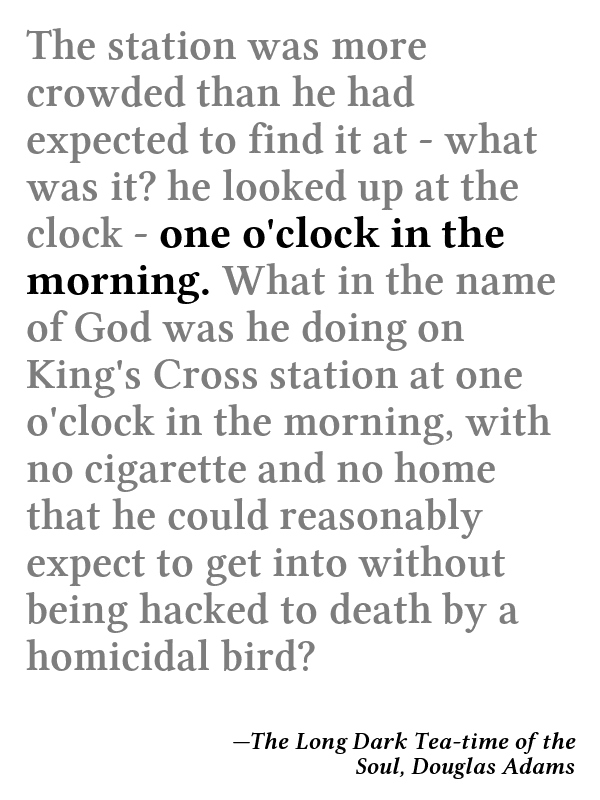 The station was more
crowded than he had
expected to find it at - what
was it? he looked up at the
clock - one o'clock in the
morning. What in the name
of God was he doing on
King's Cross station at one
o'clock in the morning, with
no cigarette and no home
that he could reasonably
expect to get into without
being hacked to death by a
homicidal bird?
—The Long Dark Tea-time of the
Soul, Douglas Adams